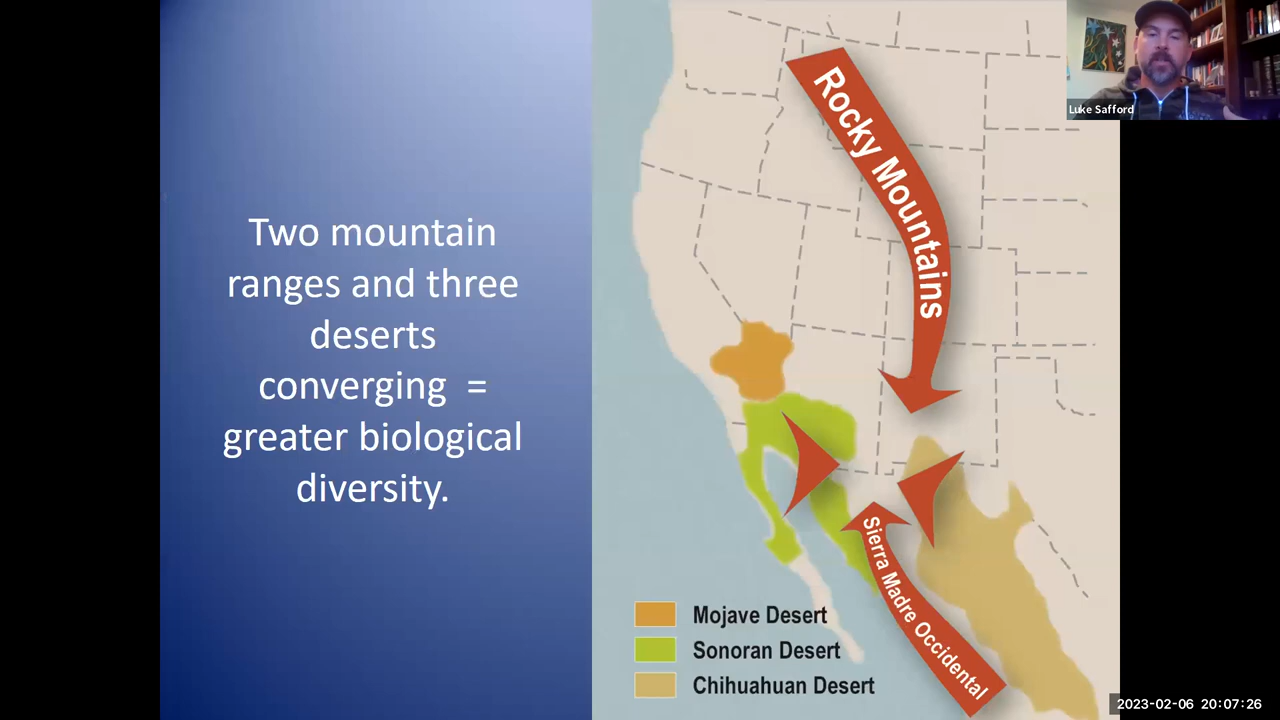 Two mountain
ranges and three
deserts
converging =
greater biological
diversity.
Rocky Mountains
Sierra Madre Occidental
Mojave Desert
Sonoran Desert
Chihuahuan Desert
Luke Safford
2023-02-06 20:07:26